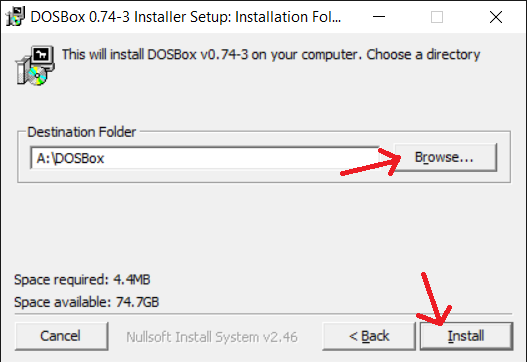 DOSBox 0.74-3 Installer Setup: Installation Fol...
This will install DOSBox v0.74-3 on your computer. Choose a directory
Destination Folder
A:\DOSBox
Browse...
Space required: 4.4MB
Space available: 74.7GB
Cancel
Nullsoft Install System v2.46
< Back
Install